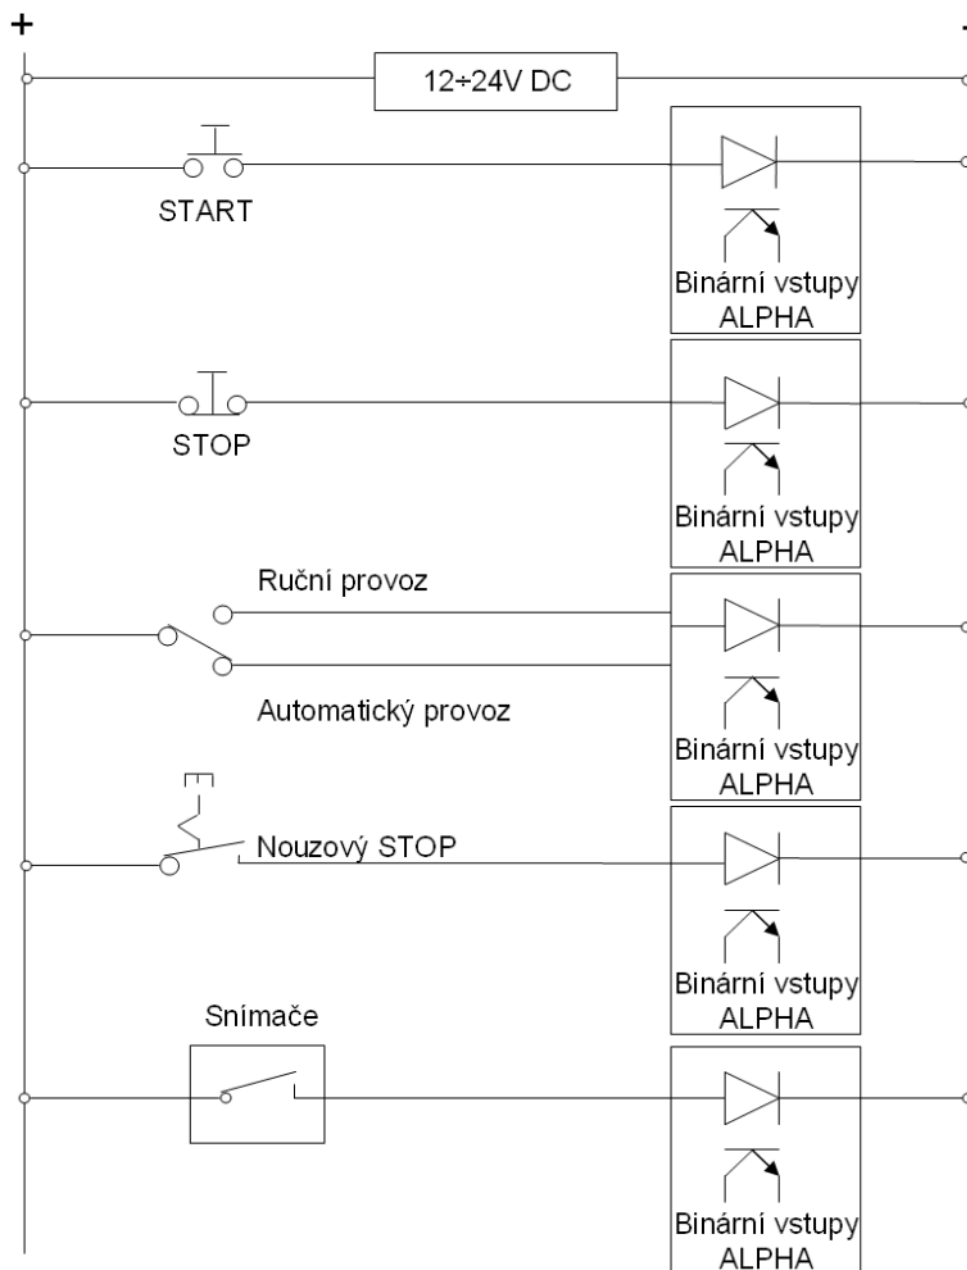 + -
12÷24V DC
START
Binární vstupy
ALPHA
STOP
Binární vstupy
ALPHA
Ruční provoz
Automatický provoz
Binární vstupy
ALPHA
Nouzový STOP
Binární vstupy
ALPHA
Snímače
Binární vstupy
ALPHA